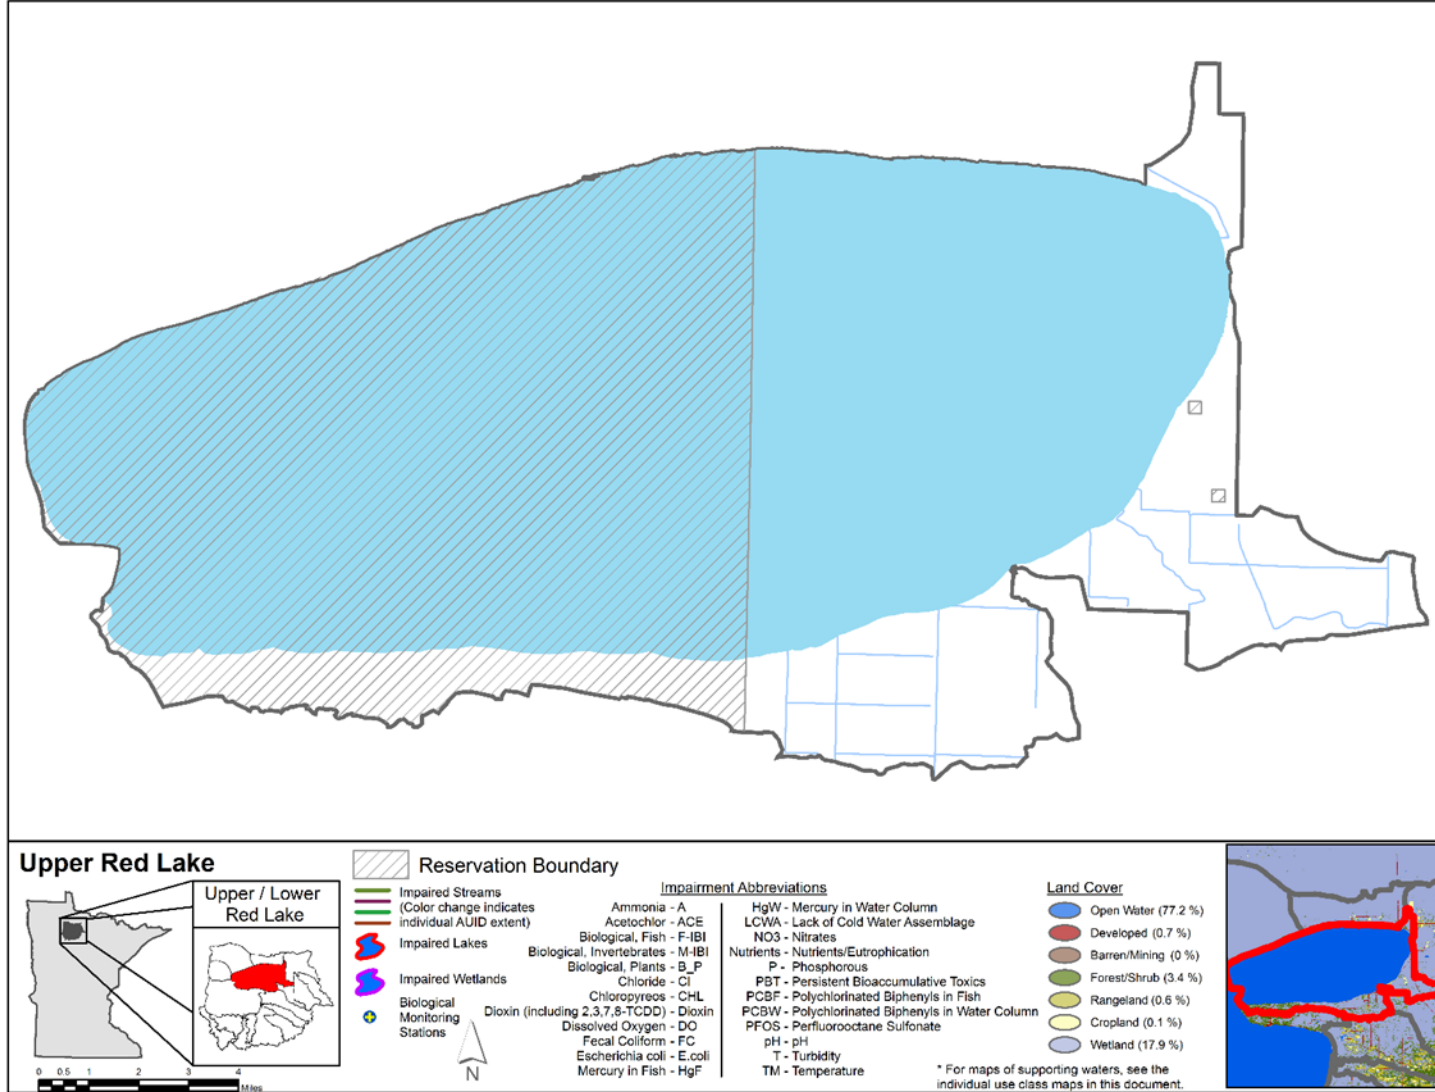 Upper Red Lake
Upper / Lower
Red Lake
0 0.5 1 2 3 4
Miles
Reservation Boundary
Impaired Streams
(Color change indicates
individual AUID extent)
Impaired Lakes
Impaired Wetlands
Biological
Monitoring
Stations
N
Impairment Abbreviations
Ammonia - A
Acetochlor - ACE
Biological, Fish - F-IBI
Biological, Invertebrates - M-IBI
Biological, Plants - B_P
Chloride - Cl
Chloropyreos - CHL
Dioxin (including 2,3,7,8-TCDD) - Dioxin
Dissolved Oxygen - DO
Fecal Coliform - FC
Escherichia coli - E.coli
Mercury in Fish - HgF
HgW - Mercury in Water Column
LCWA - Lack of Cold Water Assemblage
NO3 - Nitrates
Nutrients - Nutrients/Eutrophication
P - Phosphorous
PBT - Persistent Bioaccumulative Toxics
PCBF - Polychlorinated Biphenyls in Fish
PCBW - Polychlorinated Biphenyls in Water Column
PFOS - Perfluorooctane Sulfonate
pH - pH
T - Turbidity
TM - Temperature
Land Cover
Open Water (77.2 %)
Developed (0.7 %)
Barren/Mining (0 %)
Forest/Shrub (3.4 %)
Rangeland (0.6 %)
Cropland (0.1 %)
Wetland (17.9 %)
* For maps of supporting waters, see the
individual use class maps in this document.